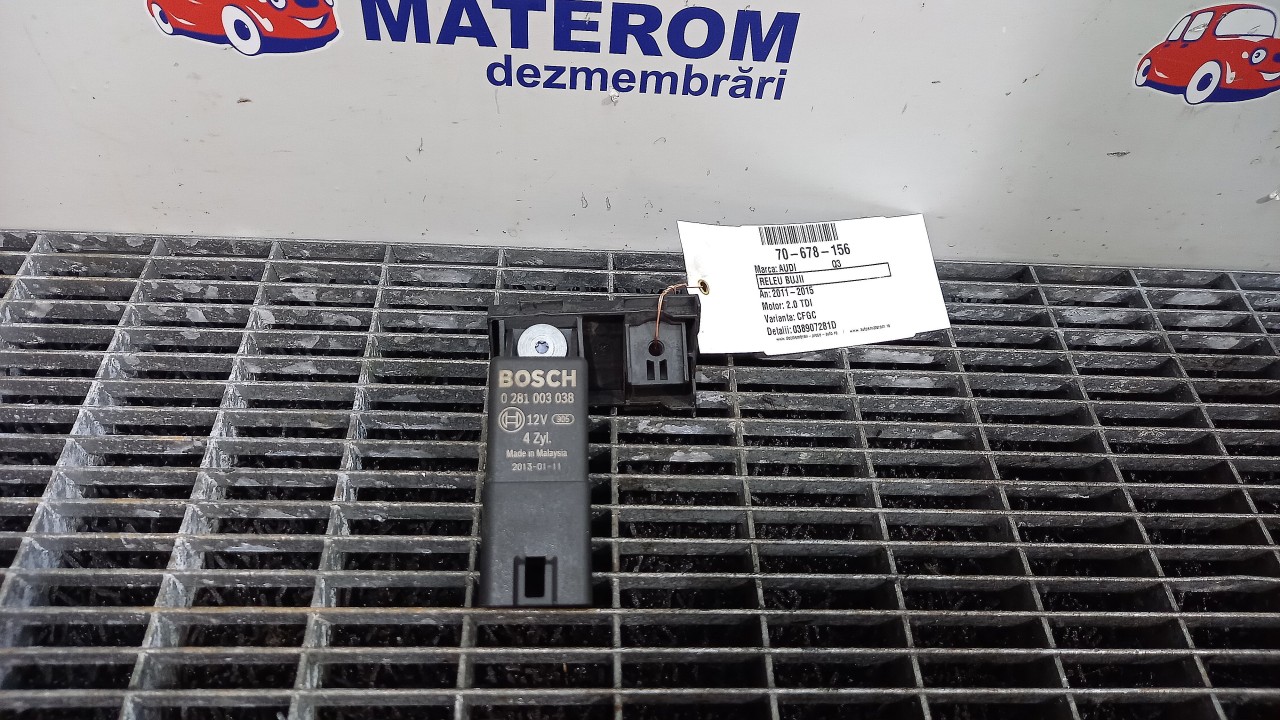 MATEROM
dezmembrări
70-678-156
Marca: AUDI Q3
RELEU BUJII
An: 2011-2015
Motor: 2.0 TDI
Varianta: CFGC
Detalii: 038907281D
BOSCH
0 281 003 038
H 12V 305
4 Zyl.
Made in Malaysia
2013-01-11